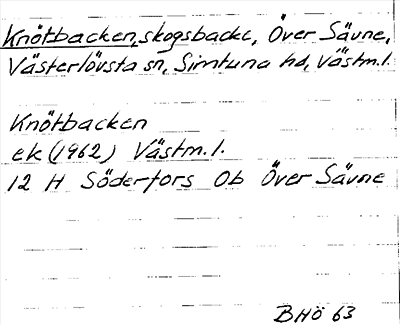 Knötbacken, skogsbacke, Över Sävne,
Västerlövsta sn, Simtuna hd, Västm. l.
Knötbacken
ek (1962) Västm. l.
12 H Söderfors Ob Över Sävne
BHÖ 63